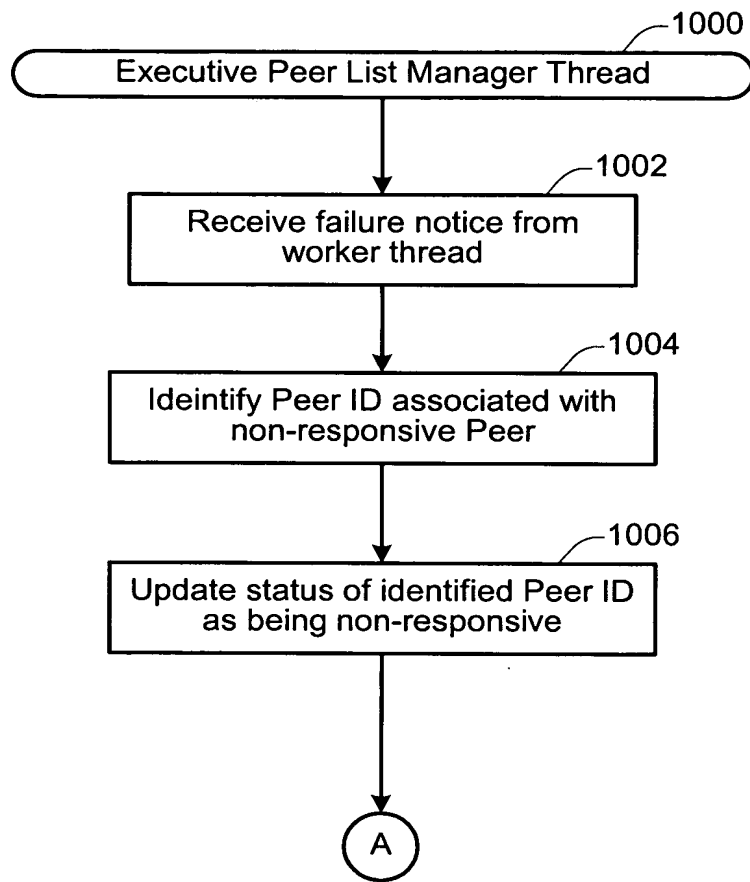 1000
Executive Peer List Manager Thread
1002
Receive failure notice from
worker thread
1004
Ideintify Peer ID associated with
non-responsive Peer
1006
Update status of identified Peer ID
as being non-responsive
A